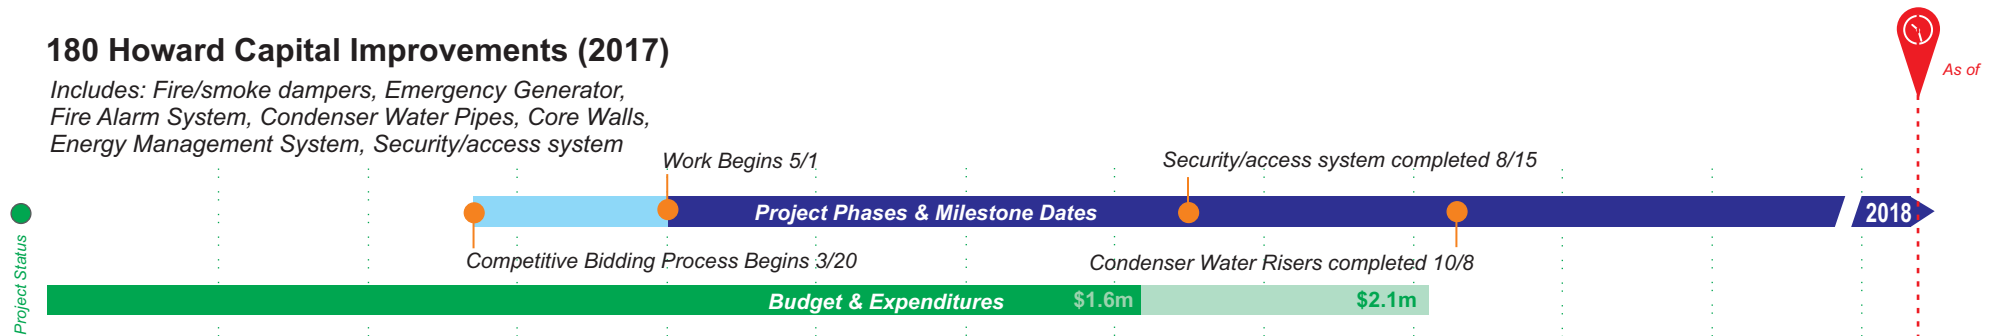 180 Howard Capital Improvements (2017)
As of
Includes: Fire/smoke dampers, Emergency Generator,
Fire Alarm System, Condenser Water Pipes, Core Walls,
Energy Management System, Security/access system
Work Begins 5/1
Security/access system completed 8/15
Project Phases & Milestone Dates
2018
Competitive Bidding Process Begins 3/20
Condenser Water Risers completed 10/8
Project Status
Budget & Expenditures
$1.6m
$2.1m